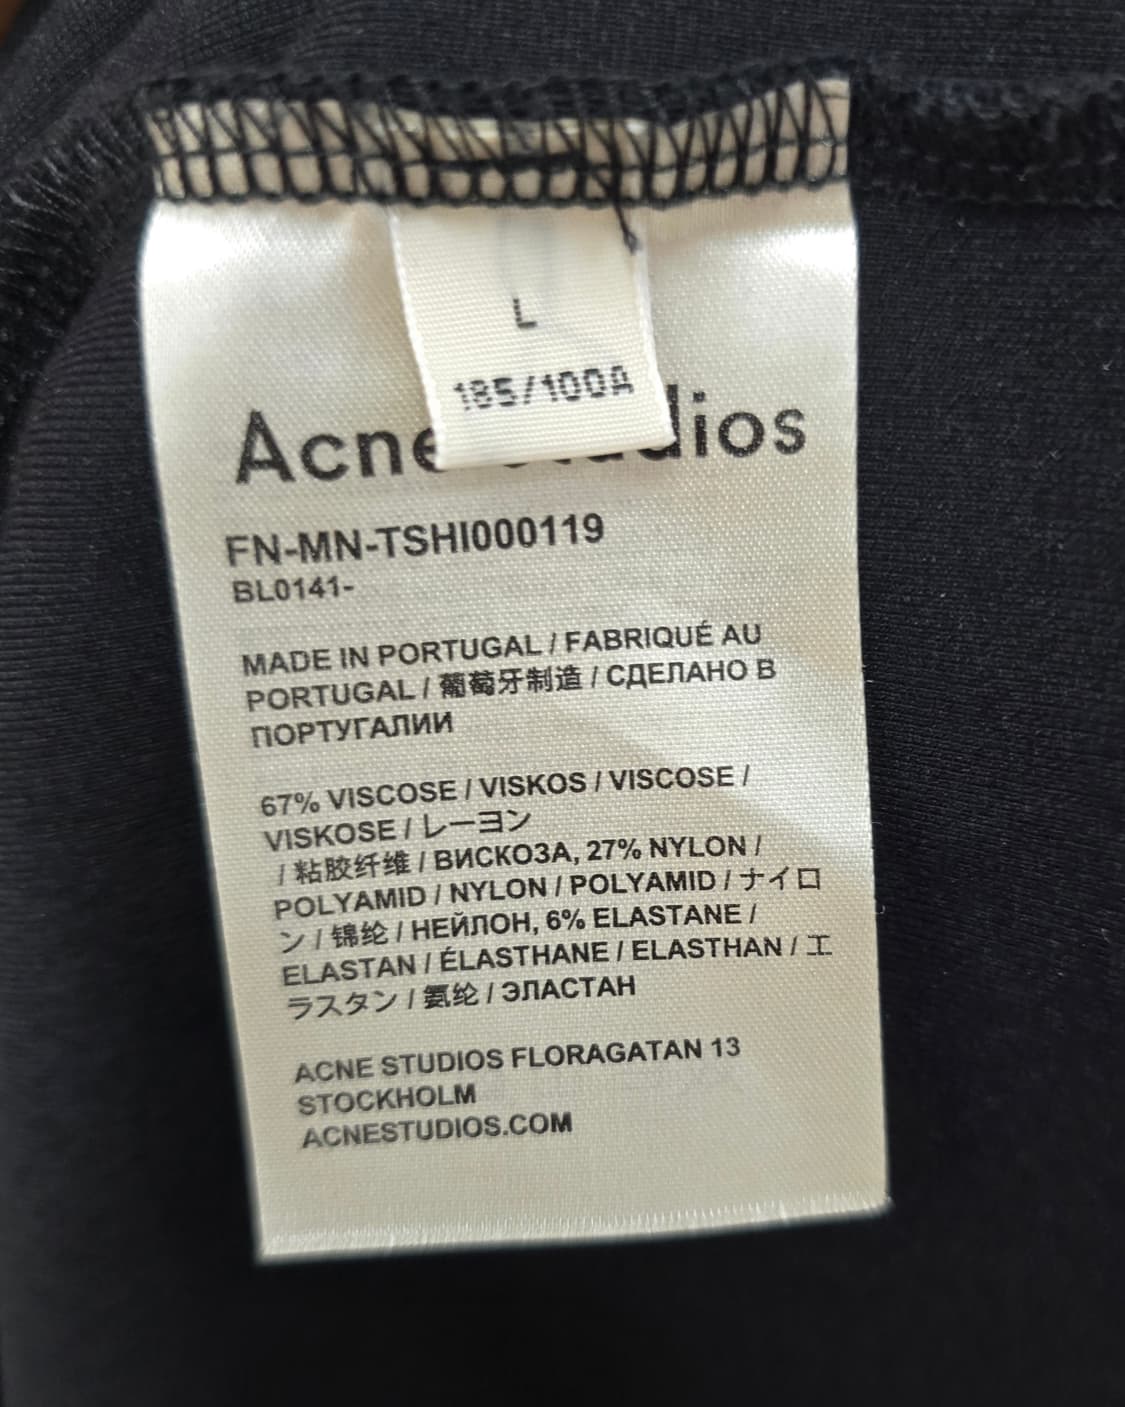 L
185/100A
Acne Studios
FN-MN-TSHI000119
BL0141-
MADE IN PORTUGAL / FABRIQUÉ AU
PORTUGAL / 葡萄牙制造 / СДЕЛАНО В
ПОРТУГАЛИИ
67% VISCOSE / VISKOS / VISCOSE /
VISKOSE / レーヨン
/ 粘胶纤维 / ВИСКОЗА, 27% NYLON /
POLYAMID / NYLON / POLYAMID / ナイロ
ン / 锦纶 / НЕЙЛОН, 6% ELASTANE /
ELASTAN / ÉLASTHANE / ELASTHAN / エ
ラスタン / 氨纶 / ЭЛАСТАН
ACNE STUDIOS FLORAGATAN 13
STOCKHOLM
ACNESTUDIOS.COM